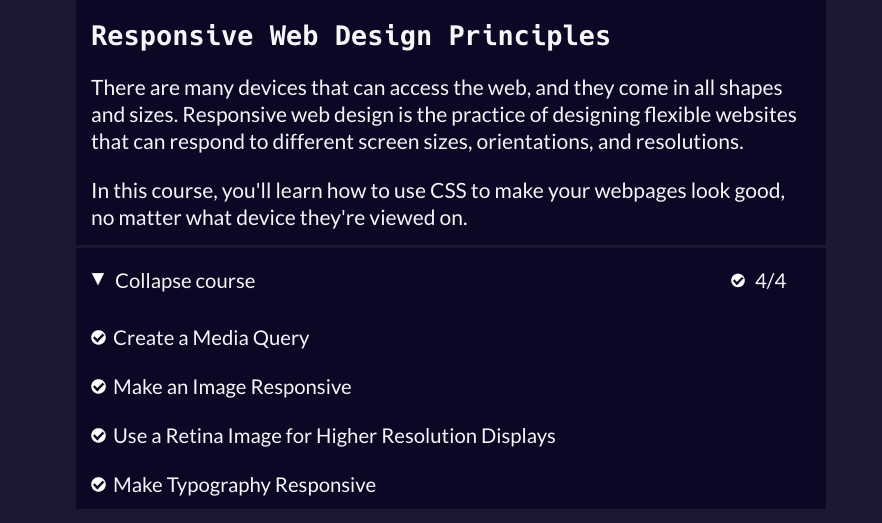 Responsive Web Design Principles
There are many devices that can access the web, and they come in all shapes
and sizes. Responsive web design is the practice of designing flexible websites
that can respond to different screen sizes, orientations, and resolutions.
In this course, you'll learn how to use CSS to make your webpages look good,
no matter what device they're viewed on.
Collapse course 4/4
Create a Media Query
Make an Image Responsive
Use a Retina Image for Higher Resolution Displays
Make Typography Responsive